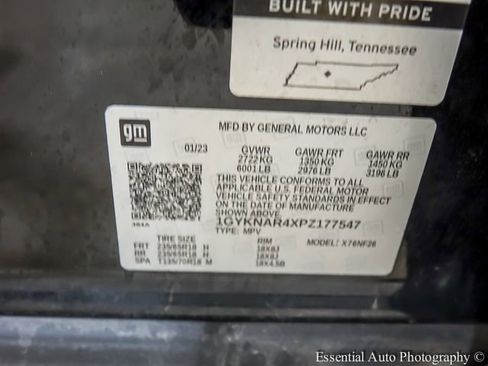 BUILT WITH PRIDE
Spring Hill, Tennessee
gm
MFD BY GENERAL MOTORS LLC
01/23 GVWR GAWR FRT GAWR RR
2722 KG 1350 KG 1450 KG
6001 LB 2976 LB 3196 LB
THIS VEHICLE CONFORMS TO ALL
APPLICABLE U.S. FEDERAL MOTOR
VEHICLE SAFETY STANDARDS IN EFFECT
ON THE DATE OF MANUFACTURE SHOWN ABOVE.
1GYKNAR4XPZ177547
TYPE: MPV MODEL: X76NF26
TIRE SIZE RIM
FRT 235/65R18 H 18X8J
RR 235/65R18 H 18X8J
SPA T135/70R18 M 18X4.5B
Essential Auto Photography ©